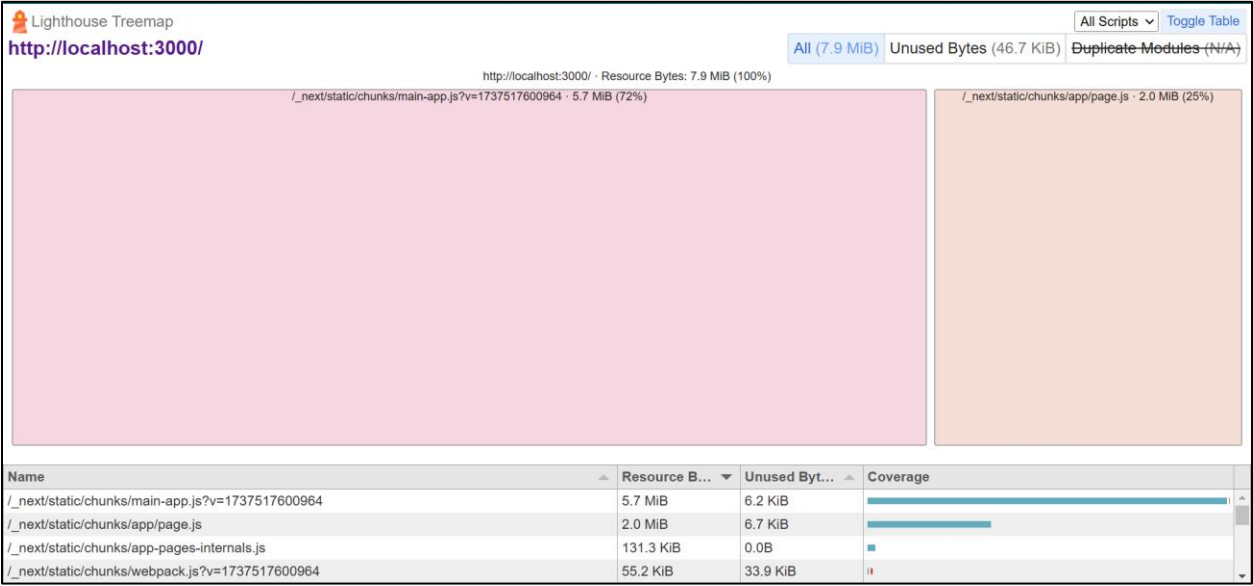 Lighthouse Treemap
All Scripts Toggle Table
http://localhost:3000/
All (7.9 MiB) Unused Bytes (46.7 KiB) Duplicate Modules (N/A)
http://localhost:3000/ · Resource Bytes: 7.9 MiB (100%)
/_next/static/chunks/main-app.js?v=1737517600964 · 5.7 MiB (72%) /_next/static/chunks/app/page.js · 2.0 MiB (25%)
Name Resource B... Unused Byt... Coverage
/_next/static/chunks/main-app.js?v=1737517600964 5.7 MiB 6.2 KiB
/_next/static/chunks/app/page.js 2.0 MiB 6.7 KiB
/_next/static/chunks/app-pages-internals.js 131.3 KiB 0.0B
/_next/static/chunks/webpack.js?v=1737517600964 55.2 KiB 33.9 KiB